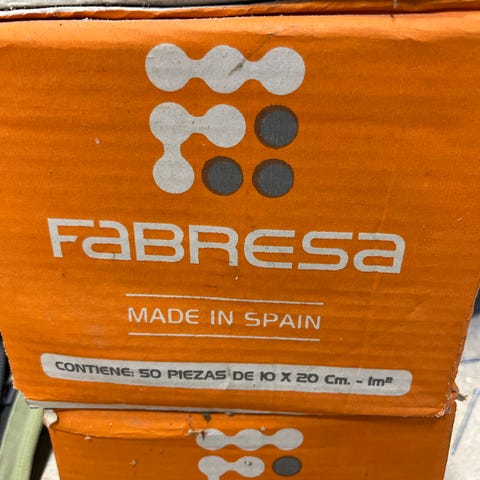 FABRESA
MADE IN SPAIN
CONTIENE: 50 PIEZAS DE 10 X 20 Cm. - 1m²